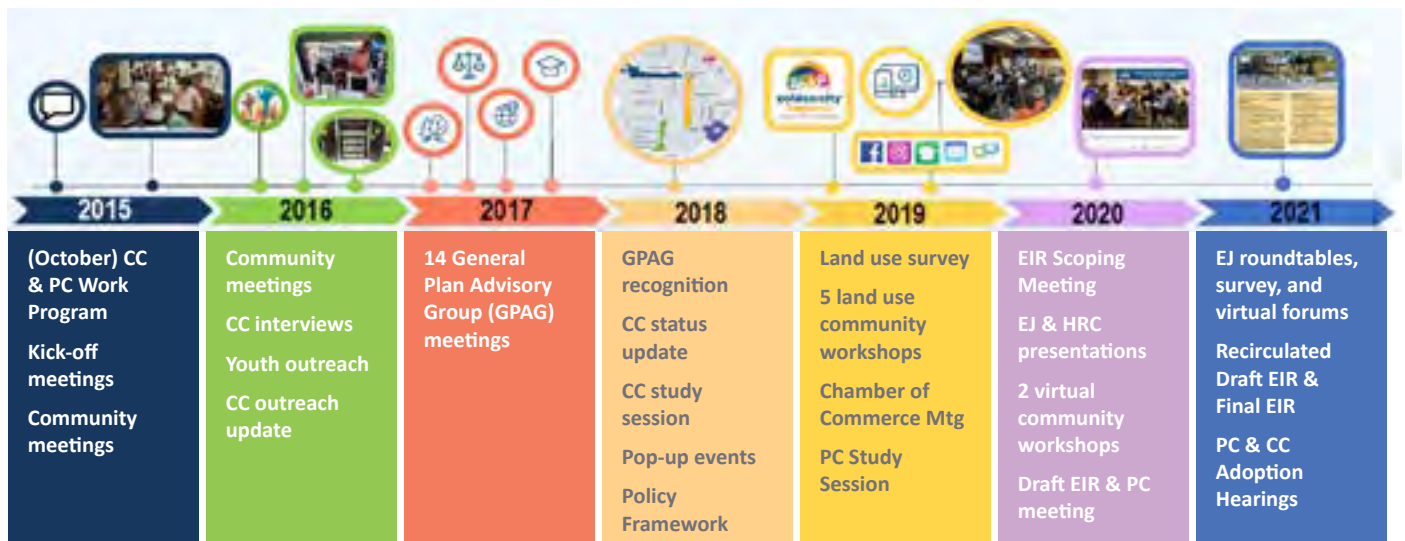 2015
2016
2017
2018
2019
2020
2021
(October) CC
& PC Work
Program
Kick-off
meetings
Community
meetings
Community
meetings
CC interviews
Youth outreach
CC outreach
update
14 General
Plan Advisory
Group (GPAG)
meetings
GPAG
recognition
CC status
update
CC study
session
Pop-up events
Policy
Framework
Land use survey
5 land use
community
workshops
Chamber of
Commerce Mtg
PC Study
Session
EIR Scoping
Meeting
EJ & HRC
presentations
2 virtual
community
workshops
Draft EIR & PC
meeting
EJ roundtables,
survey, and
virtual forums
Recirculated
Draft EIR &
Final EIR
PC & CC
Adoption
Hearings